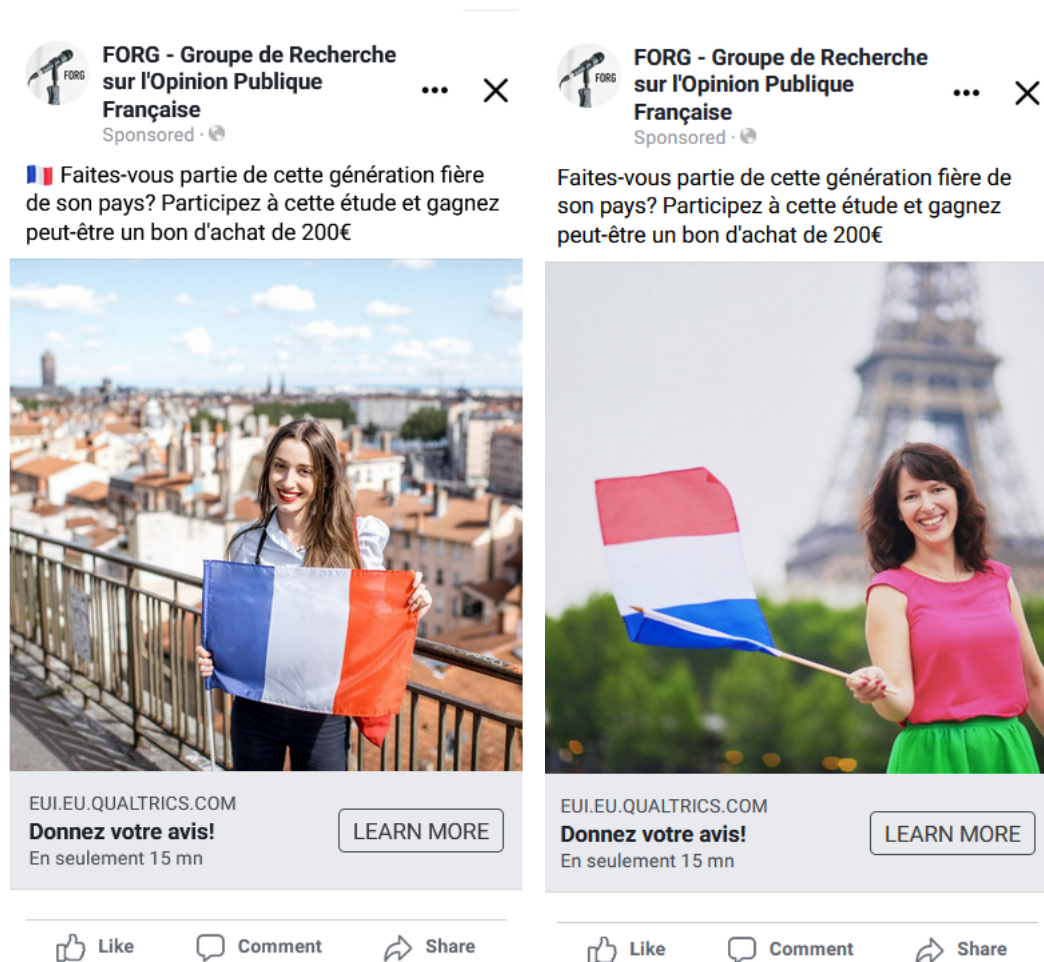 FORG
FORG - Groupe de Recherche
sur l'Opinion Publique
Française
Sponsored ·
🇫🇷 Faites-vous partie de cette génération fière
de son pays? Participez à cette étude et gagnez
peut-être un bon d'achat de 200€
EUI.EU.QUALTRICS.COM
Donnez votre avis!
En seulement 15 mn
LEARN MORE
Like
Comment
Share
FORG
FORG - Groupe de Recherche
sur l'Opinion Publique
Française
Sponsored ·
Faites-vous partie de cette génération fière de
son pays? Participez à cette étude et gagnez
peut-être un bon d'achat de 200€
EUI.EU.QUALTRICS.COM
Donnez votre avis!
En seulement 15 mn
LEARN MORE
Like
Comment
Share